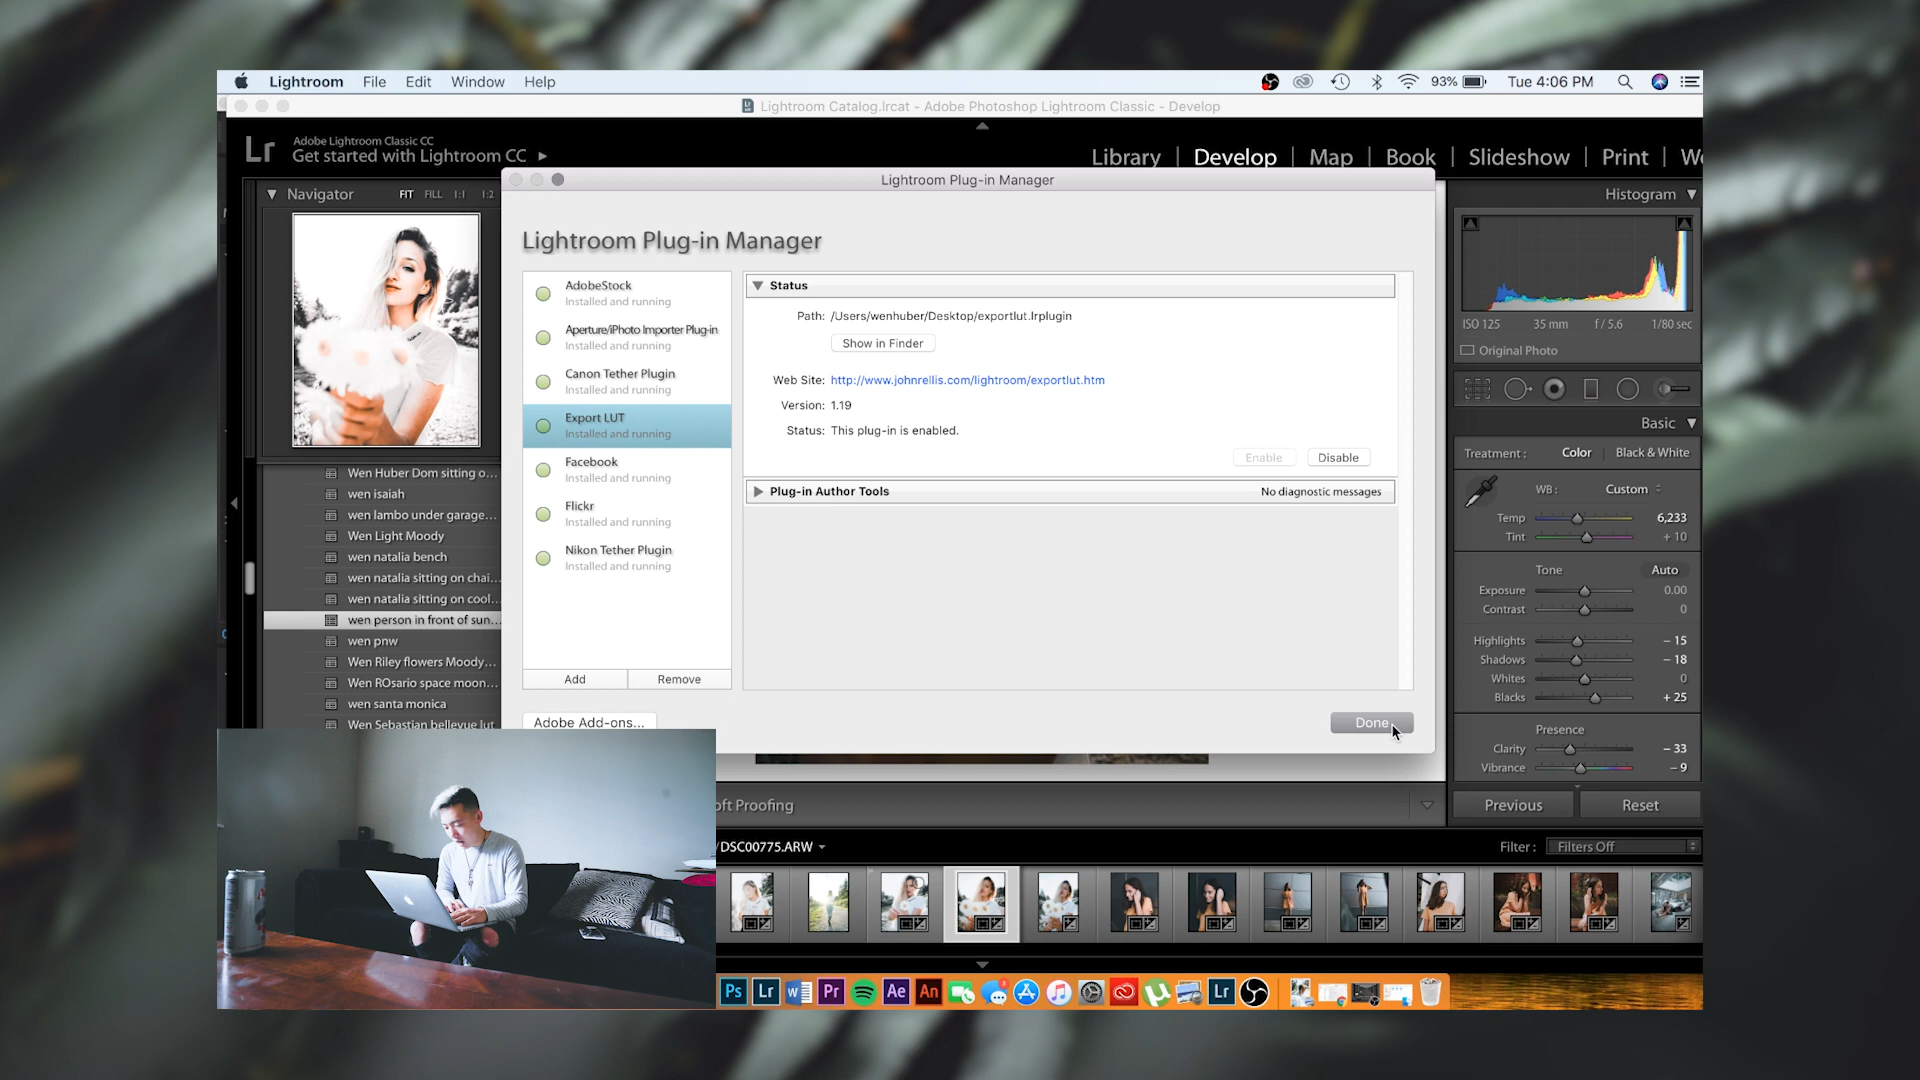 Lightroom File Edit Window Help
93% Tue 4:06 PM
Lightroom Catalog.lrcat - Adobe Photoshop Lightroom Classic - Develop
Lr
Adobe Lightroom Classic CC
Get started with Lightroom CC
Library | Develop | Map | Book | Slideshow | Print |
Navigator FIT FILL 1:1 1:2
Lightroom Plug-in Manager
Histogram
Lightroom Plug-in Manager
AdobeStock
Installed and running
Aperture/iPhoto Importer Plug-in
Installed and running
Canon Tether Plugin
Installed and running
Export LUT
Installed and running
Facebook
Installed and running
Flickr
Installed and running
Nikon Tether Plugin
Installed and running
Add Remove
Adobe Add-ons...
Status
Path: /Users/wenhuber/Desktop/exportlut.lrplugin
Show in Finder
Web Site: http://www.johnrellis.com/lightroom/exportlut.htm
Version: 1.19
Status: This plug-in is enabled.
Enable Disable
Plug-in Author Tools No diagnostic messages
Done
Wen Huber Dom sitting o...
wen isaiah
wen lambo under garage...
Wen Light Moody
wen natalia bench
wen natalia sitting on chai...
wen natalia sitting on cool...
wen person in front of sun...
wen pnw
Wen Riley flowers Moody...
Wen ROsario space moon...
wen santa monica
Wen Sebastian bellevue lut
ISO 125 35 mm f / 5.6 1/80 sec
Original Photo
Basic
Treatment : Color | Black & White
WB : Custom
Temp 6,233
Tint + 10
Tone Auto
Exposure 0.00
Contrast 0
Highlights – 15
Shadows – 18
Whites 0
Blacks + 25
Presence
Clarity – 33
Vibrance – 9
Previous Reset
oft Proofing
/DSC00775.ARW
Filter : Filters Off
Ps Lr W Pr Ae An Lr